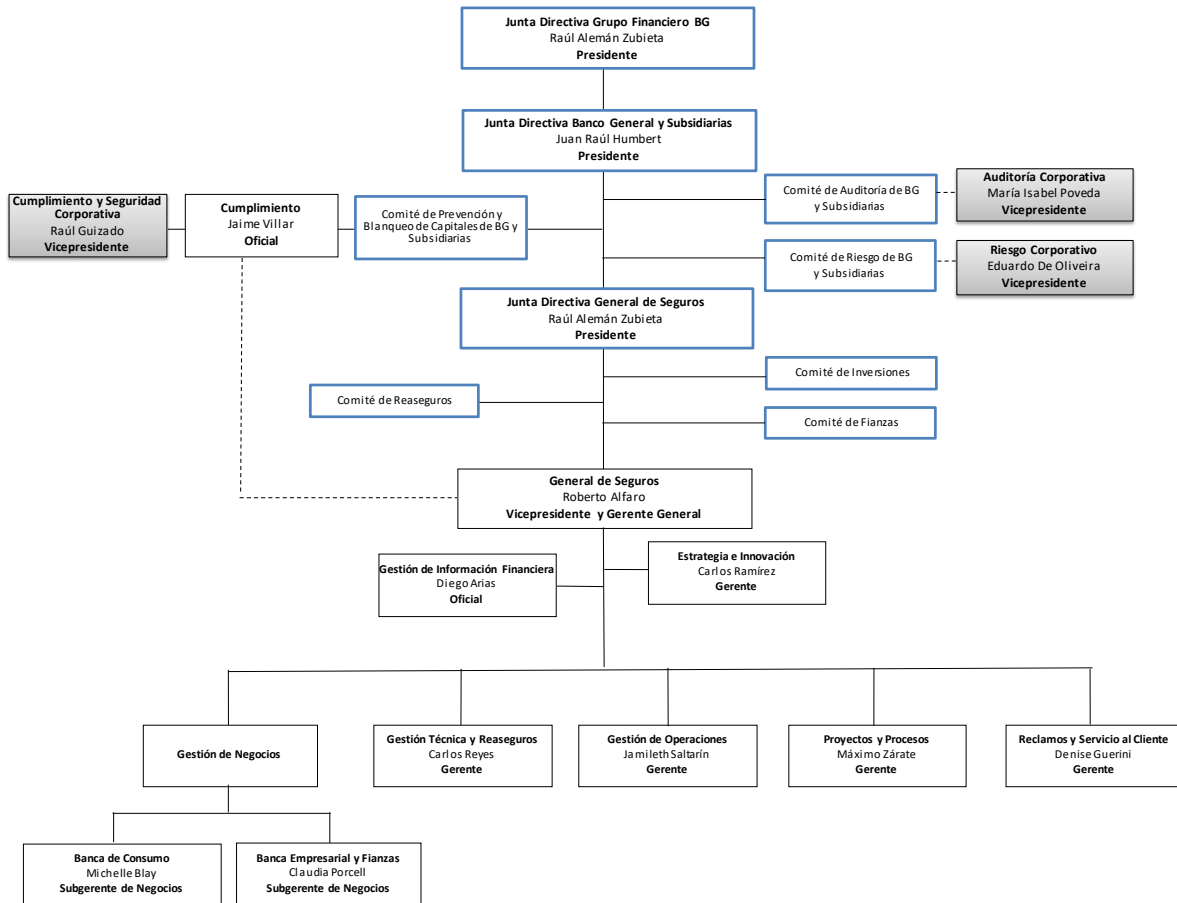 Junta Directiva Grupo Financiero BG
Raúl Alemán Zubieta
Presidente
Junta Directiva Banco General y Subsidiarias
Juan Raúl Humbert
Presidente
Comité de Auditoría de BG
y Subsidiarias
Auditoría Corporativa
María Isabel Poveda
Vicepresidente
Cumplimiento y Seguridad
Corporativa
Raúl Guizado
Vicepresidente
Cumplimiento
Jaime Villar
Oficial
Comité de Prevención y
Blanqueo de Capitales de BG y
Subsidiarias
Comité de Riesgo de BG
y Subsidiarias
Riesgo Corporativo
Eduardo De Oliveira
Vicepresidente
Junta Directiva General de Seguros
Raúl Alemán Zubieta
Presidente
Comité de Inversiones
Comité de Reaseguros
Comité de Fianzas
General de Seguros
Roberto Alfaro
Vicepresidente y Gerente General
Gestión de Información Financiera
Diego Arias
Oficial
Estrategia e Innovación
Carlos Ramírez
Gerente
Gestión de Negocios
Gestión Técnica y Reaseguros
Carlos Reyes
Gerente
Gestión de Operaciones
Jamileth Saltarín
Gerente
Proyectos y Procesos
Máximo Zárate
Gerente
Reclamos y Servicio al Cliente
Denise Guerini
Gerente
Banca de Consumo
Michelle Blay
Subgerente de Negocios
Banca Empresarial y Fianzas
Claudia Porcell
Subgerente de Negocios